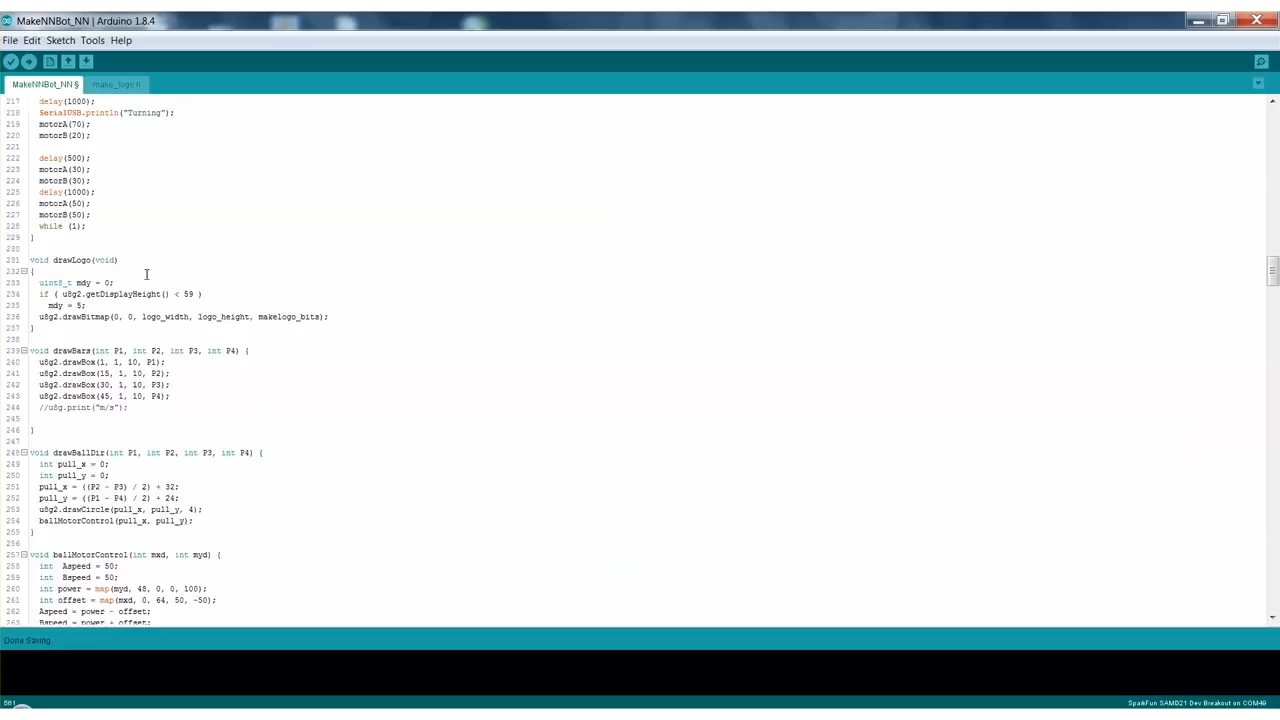 MakeNNBot_NN | Arduino 1.8.4
File Edit Sketch Tools Help
MakeNNBot_NN § make_logo.h
217 delay(1000);
218 SerialUSB.println("Turning");
219 motorA(70);
220 motorB(20);
221
222 delay(500);
223 motorA(30);
224 motorB(30);
225 delay(1000);
226 motorA(50);
227 motorB(50);
228 while (1);
229 }
230
231 void drawLogo(void)
232 {
233 uint8_t mdy = 0;
234 if ( u8g2.getDisplayHeight() < 59 )
235 mdy = 5;
236 u8g2.drawBitmap(0, 0, logo_width, logo_height, makelogo_bits);
237 }
238
239 void drawBars(int P1, int P2, int P3, int P4) {
240 u8g2.drawBox(1, 1, 10, P1);
241 u8g2.drawBox(15, 1, 10, P2);
242 u8g2.drawBox(30, 1, 10, P3);
243 u8g2.drawBox(45, 1, 10, P4);
244 //u8g.print("m/s");
245
246 }
247
248 void drawBallDir(int P1, int P2, int P3, int P4) {
249 int pull_x = 0;
250 int pull_y = 0;
251 pull_x = ((P2 - P3) / 2) + 32;
252 pull_y = ((P1 - P4) / 2) + 24;
253 u8g2.drawCircle(pull_x, pull_y, 4);
254 ballMotorControl(pull_x, pull_y);
255 }
256
257 void ballMotorControl(int mxd, int myd) {
258 int Aspeed = 50;
259 int Bspeed = 50;
260 int power = map(myd, 48, 0, 0, 100);
261 int offset = map(mxd, 0, 64, 50, -50);
262 Aspeed = power - offset;
263 Bspeed = power + offset;
Done Saving.
561 SparkFun SAMD21 Dev Breakout on COM49